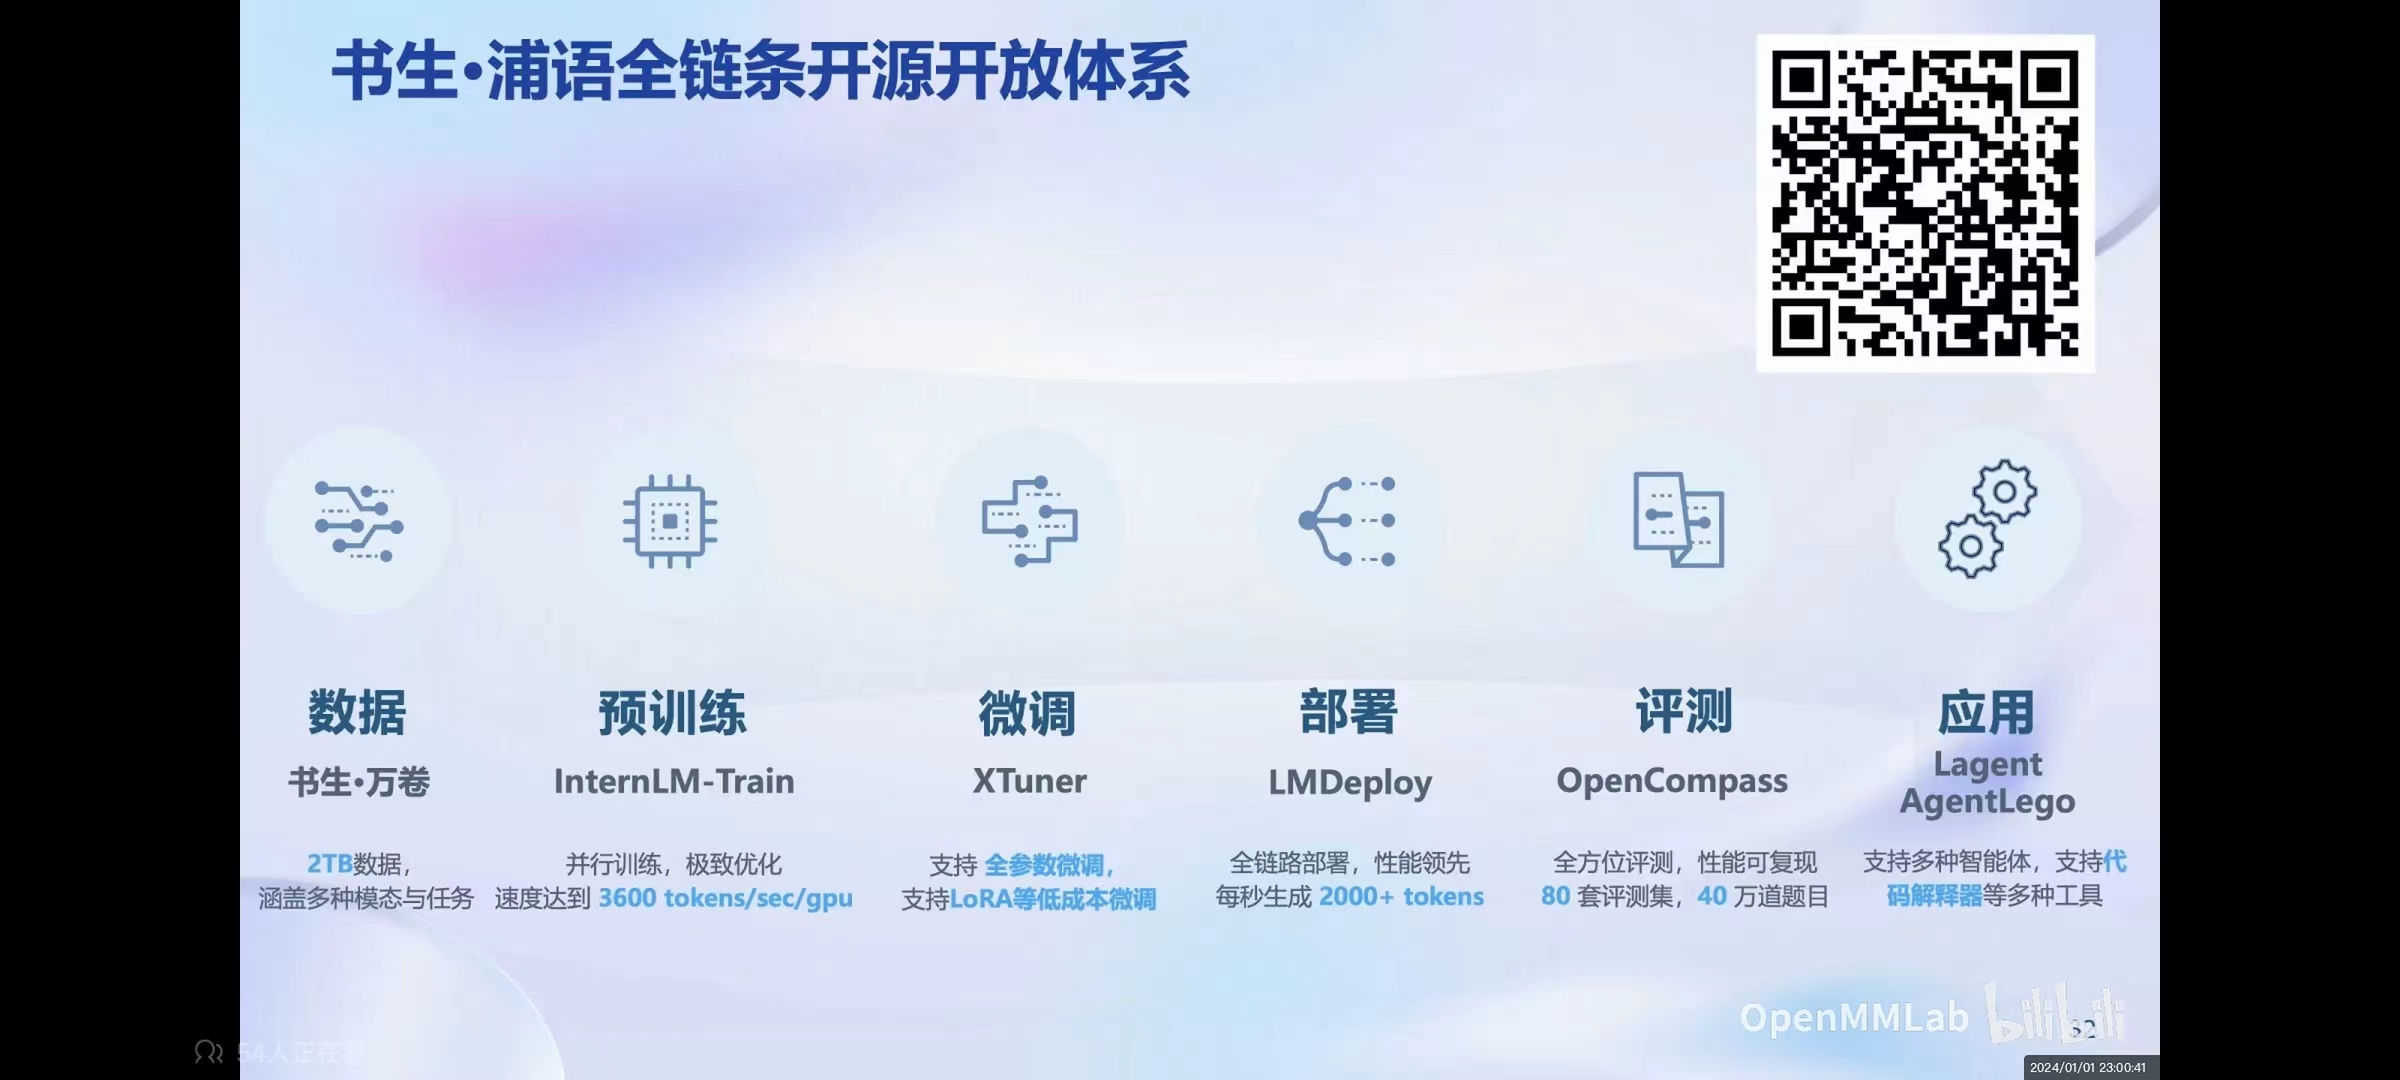 书生·浦语全链条开源开放体系
数据
书生·万卷
2TB数据，
涵盖多种模态与任务
预训练
InternLM-Train
并行训练，极致优化
速度达到 3600 tokens/sec/gpu
微调
XTuner
支持 全参数微调，
支持LoRA等低成本微调
部署
LMDeploy
全链路部署，性能领先
每秒生成 2000+ tokens
评测
OpenCompass
全方位评测，性能可复现
80 套评测集，40 万道题目
应用
Lagent
AgentLego
支持多种智能体，支持代
码解释器等多种工具
OpenMMLab bilibili
32
54人正在看
2024/01/01 23:00:41